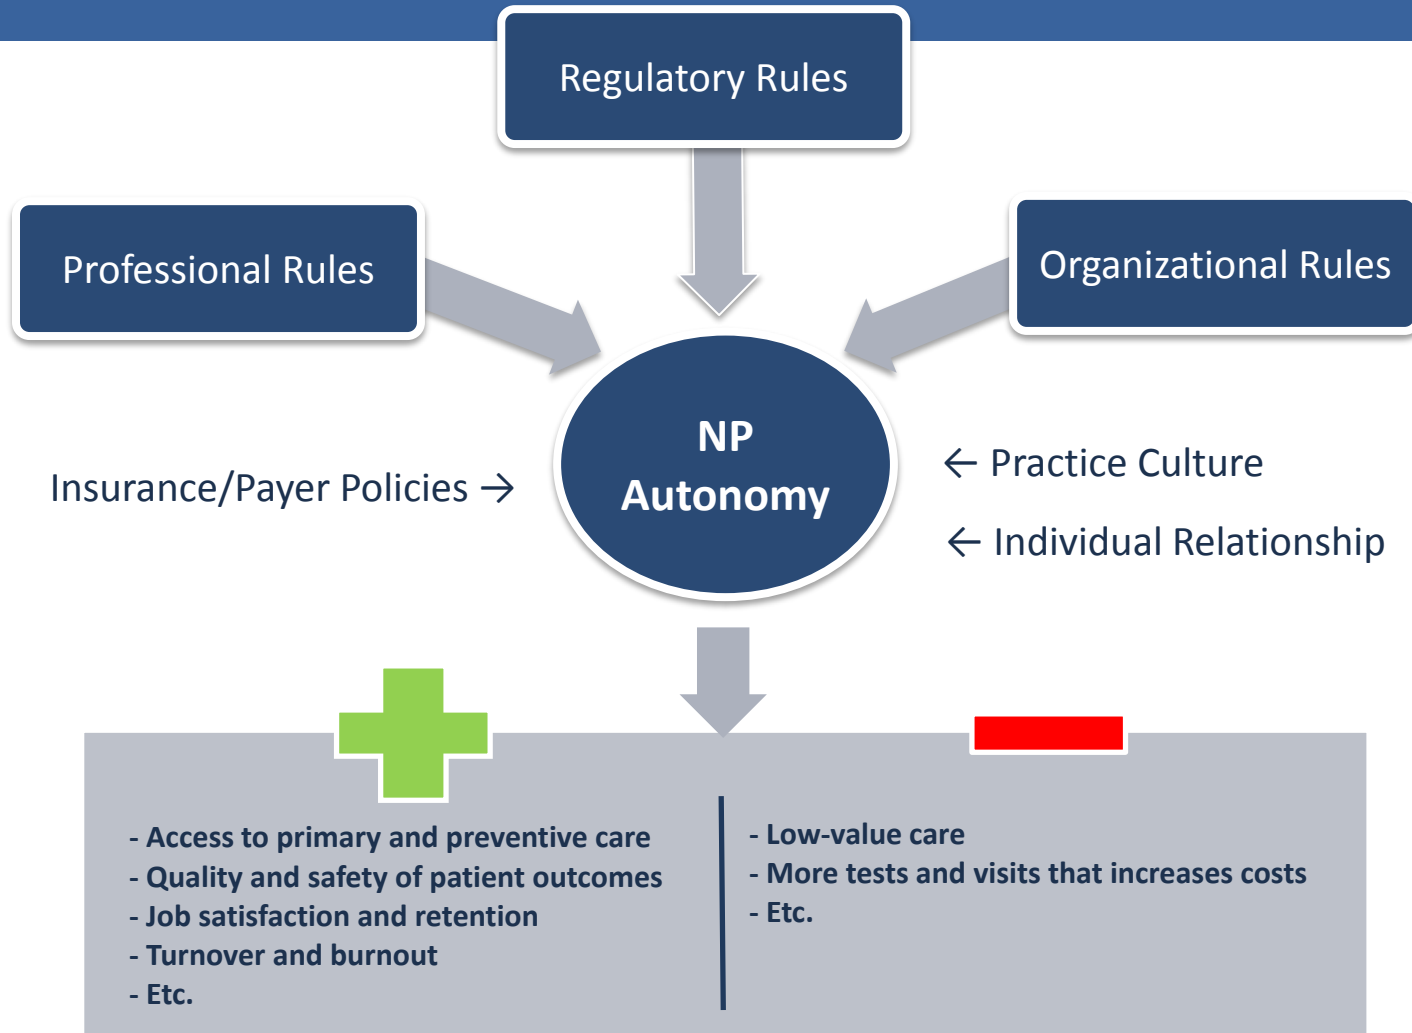 Regulatory Rules
Professional Rules
Organizational Rules
NP
Autonomy
Insurance/Payer Policies →
← Practice Culture
← Individual Relationship
- Access to primary and preventive care
- Quality and safety of patient outcomes
- Job satisfaction and retention
- Turnover and burnout
- Etc.
- Low-value care
- More tests and visits that increases costs
- Etc.